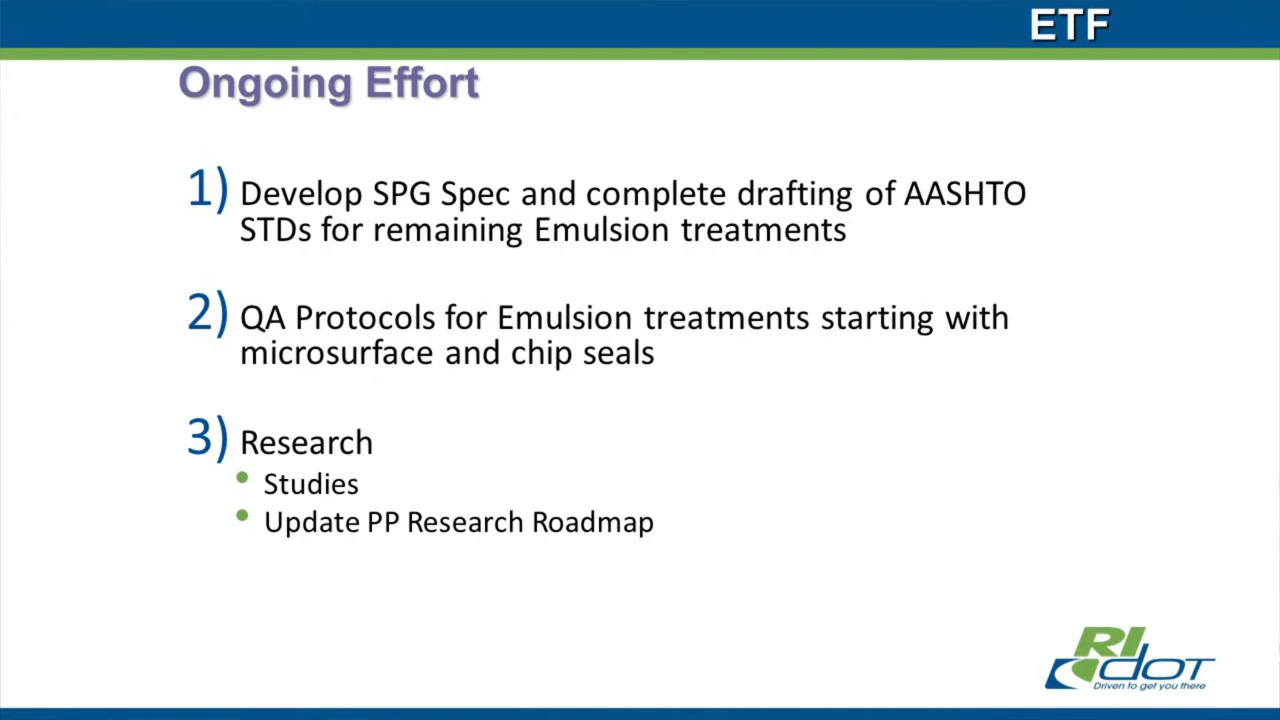 ETF
Ongoing Effort
1) Develop SPG Spec and complete drafting of AASHTO
STDs for remaining Emulsion treatments
2) QA Protocols for Emulsion treatments starting with
microsurface and chip seals
3) Research
• Studies
• Update PP Research Roadmap
RI
DOT
Driven to get you there